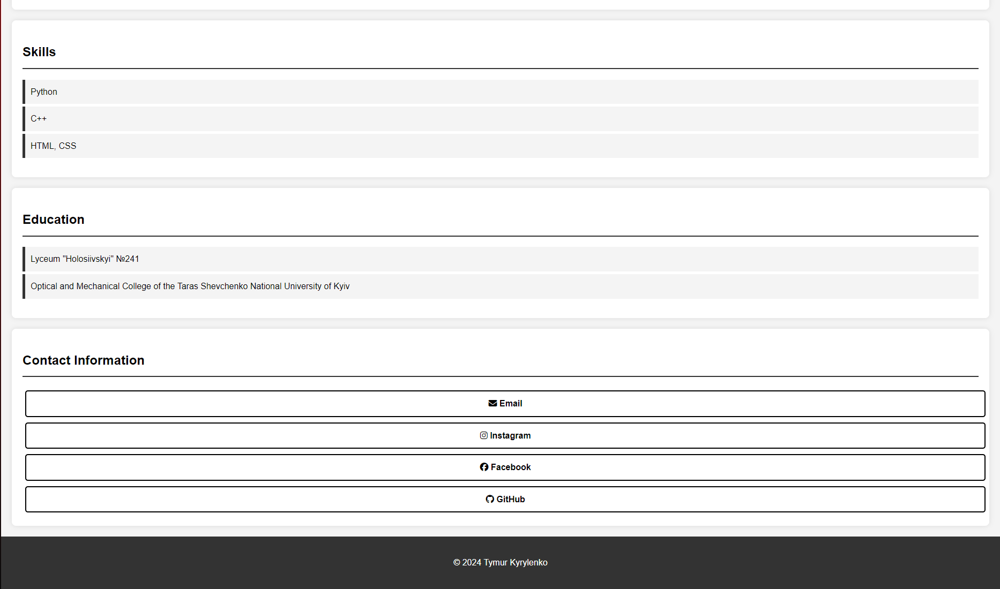 Skills
Python
C++
HTML, CSS
Education
Lyceum "Holosiivskyi" №241
Optical and Mechanical College of the Taras Shevchenko National University of Kyiv
Contact Information
Email
Instagram
Facebook
GitHub
© 2024 Tymur Kyrylenko